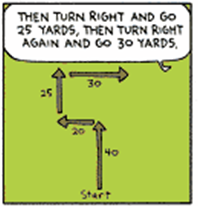 THEN TURN RIGHT AND GO
25 YARDS, THEN TURN RIGHT
AGAIN AND GO 30 YARDS.
30
25
20
40
Start